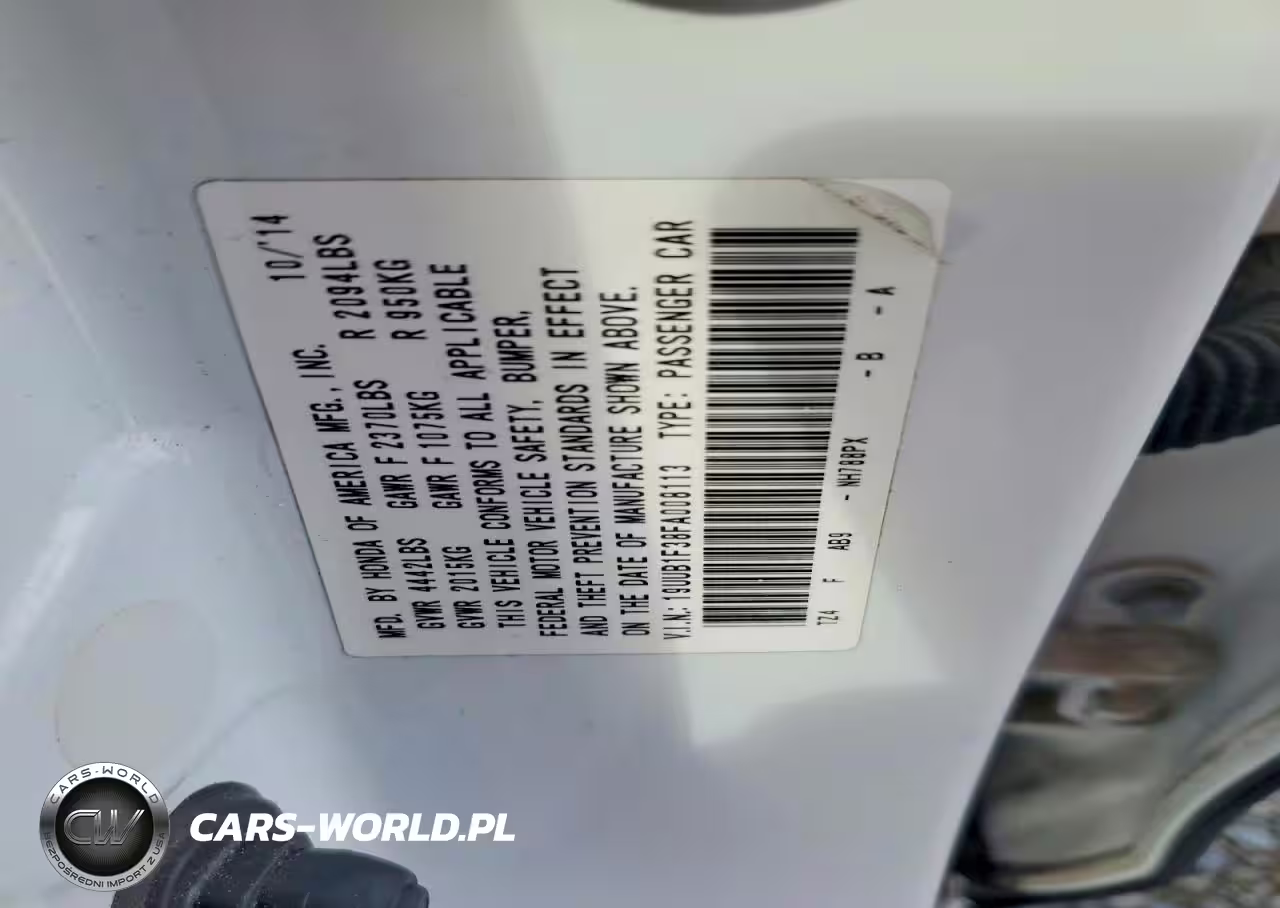 MFD. BY HONDA OF AMERICA MFG., INC. 10/'14
GVWR 4442LBS GAWR F 2370LBS R 2094LBS
GVWR 2015KG GAWR F 1075KG R 950KG
THIS VEHICLE CONFORMS TO ALL APPLICABLE
FEDERAL MOTOR VEHICLE SAFETY, BUMPER,
AND THEFT PREVENTION STANDARDS IN EFFECT
ON THE DATE OF MANUFACTURE SHOWN ABOVE.
V.I.N.: 19UUB1F38FA008113 TYPE: PASSENGER CAR
TZ4 F AB9 - NH788PX - B - A
CARS-WORLD
CW
BEZPOŚREDNI IMPORT Z USA
CARS-WORLD.PL